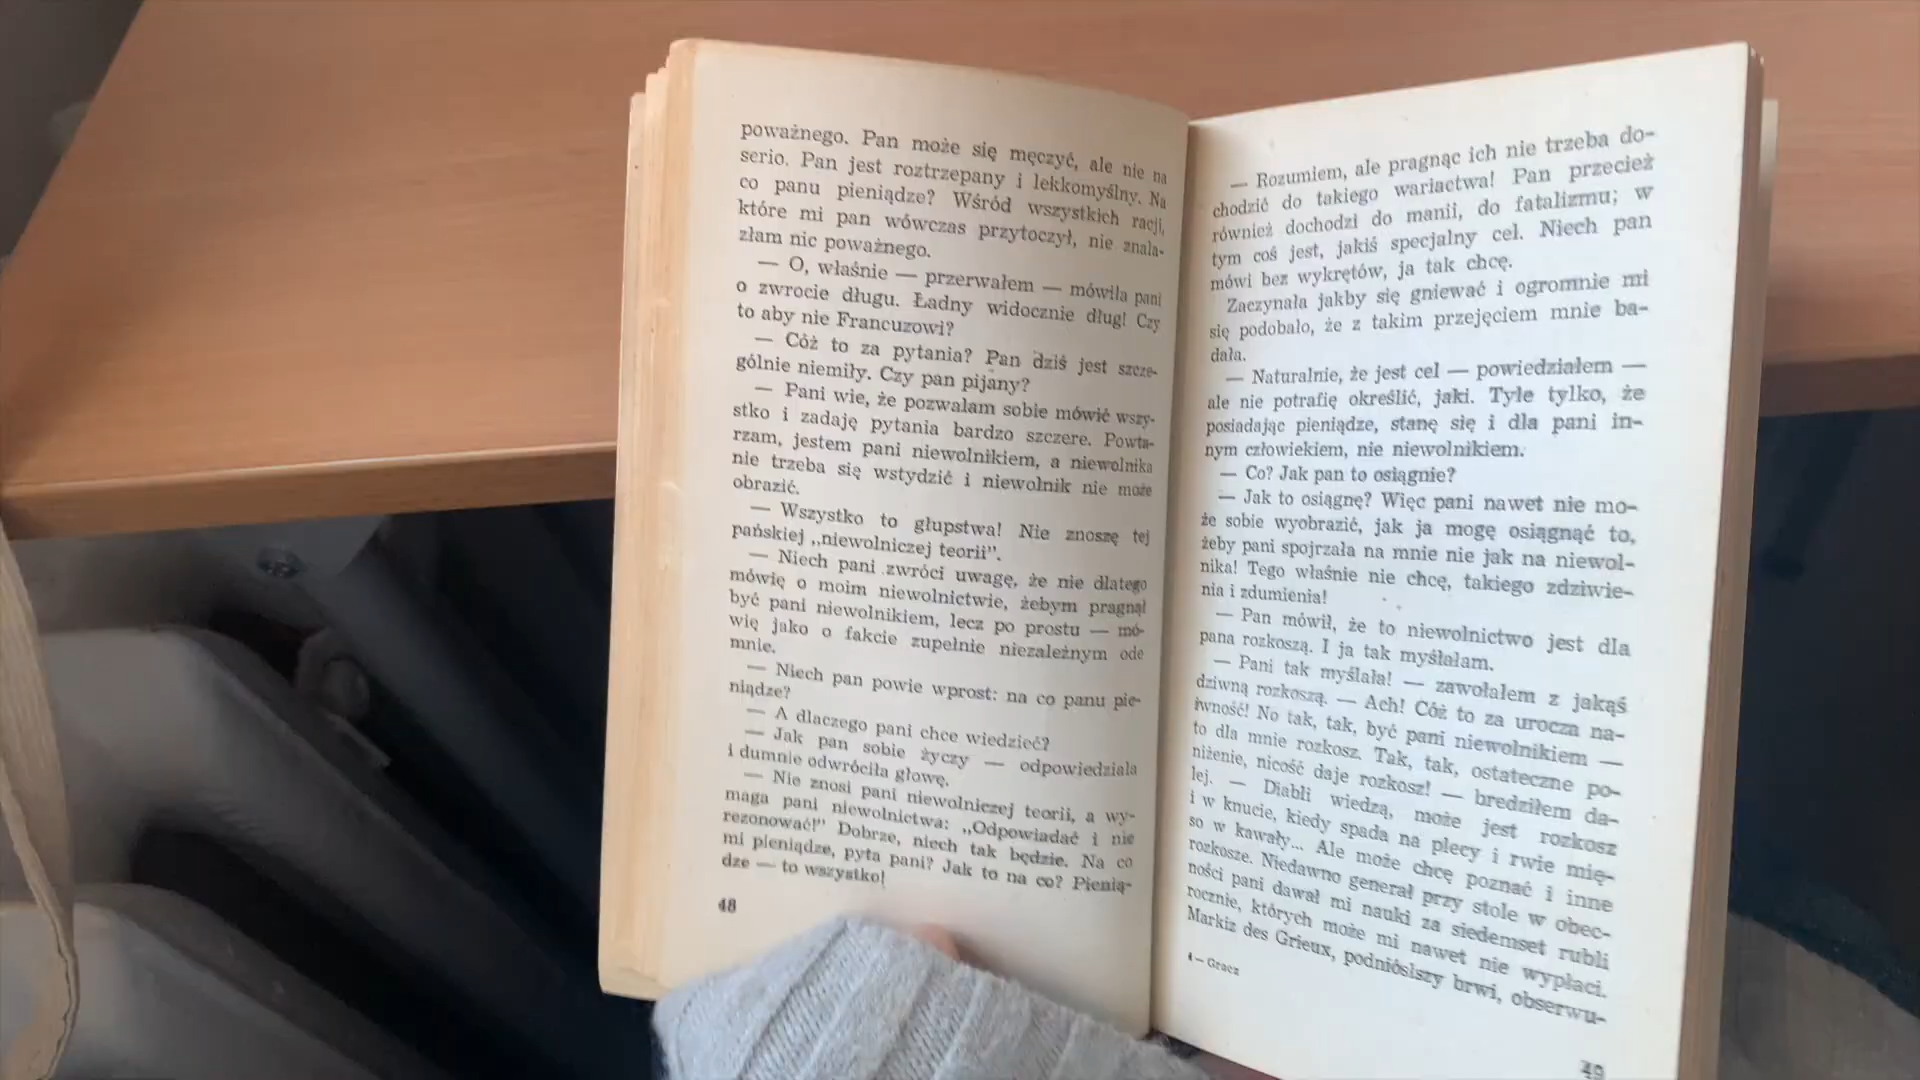 poważnego. Pan może się męczyć, ale nie na
serio. Pan jest roztrzepany i lekkomyślny. Na
co panu pieniądze? Wśród wszystkich racji,
które mi pan wówczas przytoczył, nie znala-
złam nic poważnego.
— O, właśnie — przerwałem — mówiła pani
o zwrocie długu. Ładny widocznie dług! Czy
to aby nie Francuzowi?
— Cóż to za pytania? Pan dziś jest szcze-
gólnie niemiły. Czy pan pijany?
— Pani wie, że pozwalam sobie mówić wszy-
stko i zadaję pytania bardzo szczere. Powta-
rzam, jestem pani niewolnikiem, a niewolnika
nie trzeba się wstydzić i niewolnik nie może
obrazić.
— Wszystko to głupstwa! Nie znoszę tej
pańskiej „niewolniczej teorii”.
— Niech pani zwróci uwagę, że nie dlatego
mówię o moim niewolnictwie, żebym pragnął
być pani niewolnikiem, lecz po prostu — mó-
wię jako o fakcie zupełnie niezależnym ode
mnie.
— Niech pan powie wprost: na co panu pie-
niądze?
— A dlaczego pani chce wiedzieć?
— Jak pan sobie życzy — odpowiedziała
i dumnie odwróciła głowę.
— Nie znosi pani niewolniczej teorii, a wy-
maga pani niewolnictwa: „Odpowiadać i nie
rezonować!” Dobrze, niech tak będzie. Na co
mi pieniądze, pyta pani? Jak to na co? Pienią-
dze — to wszystko!
48
— Rozumiem, ale pragnąc ich nie trzeba do-
chodzić do takiego wariactwa! Pan przecież
również dochodzi do manii, do fatalizmu; w
tym coś jest, jakiś specjalny cel. Niech pan
mówi bez wykrętów, ja tak chcę.
Zaczynała jakby się gniewać i ogromnie mi
się podobało, że z takim przejęciem mnie ba-
dała.
— Naturalnie, że jest cel — powiedziałem —
ale nie potrafię określić, jaki. Tyle tylko, że
posiadając pieniądze, stanę się i dla pani in-
nym człowiekiem, nie niewolnikiem.
— Co? Jak pan to osiągnie?
— Jak to osiągnę? Więc pani nawet nie mo-
że sobie wyobrazić, jak ja mogę osiągnąć to,
żeby pani spojrzała na mnie nie jak na niewol-
nika! Tego właśnie nie chcę, takiego zdziwie-
nia i zdumienia!
— Pan mówił, że to niewolnictwo jest dla
pana rozkoszą. I ja tak myślałam.
— Pani tak myślała! — zawołałem z jakąś
dziwną rozkoszą. — Ach! Cóż to za urocza na-
iwność! No tak, tak, być pani niewolnikiem —
to dla mnie rozkosz. Tak, tak, ostateczne po-
niżenie, nicość daje rozkosz! — bredziłem da-
lej. — Diabli wiedzą, może jest rozkosz
i w knucie, kiedy spada na plecy i rwie mię-
so w kawały... Ale może chcę poznać i inne
rozkosze. Niedawno generał przy stole w obec-
ności pani dawał mi nauki za siedemset rubli
rocznie, których może mi nawet nie wypłaci.
Markiz des Grieux, podniósłszy brwi, obserwu-
4 — Gracz
49